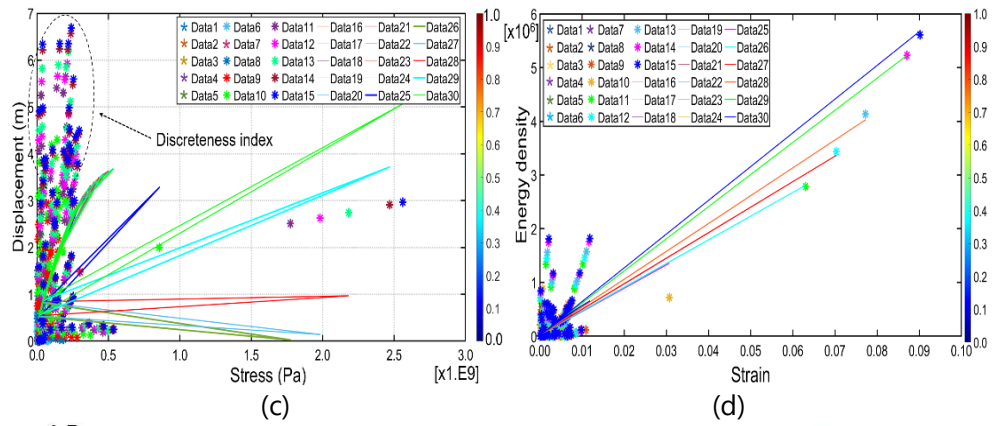 [x1.E6]
Displacement (m)
7
6
5
4
3
2
1
0
Data1 Data6 Data11 Data16 Data21 Data26
Data2 Data7 Data12 Data17 Data22 Data27
Data3 Data8 Data13 Data18 Data23 Data28
Data4 Data9 Data14 Data19 Data24 Data29
Data5 Data10 Data15 Data20 Data25 Data30
Discreteness index
0.0 0.5 1.0 1.5 2.0 2.5 3.0
Stress (Pa)
[x1.E9]
1.0
0.9
0.8
0.7
0.6
0.5
0.4
0.3
0.2
0.1
0.0
(c)
[x10⁶]
Energy density
6
5
4
3
2
1
0
Data1 Data7 Data13 Data19 Data25
Data2 Data8 Data14 Data20 Data26
Data3 Data9 Data15 Data21 Data27
Data4 Data10 Data16 Data22 Data28
Data5 Data11 Data17 Data23 Data29
Data6 Data12 Data18 Data24 Data30
0.00 0.01 0.02 0.03 0.04 0.05 0.06 0.07 0.08 0.09 0.10
Strain
1.0
0.9
0.8
0.7
0.6
0.5
0.4
0.3
0.2
0.1
0.0
(d)